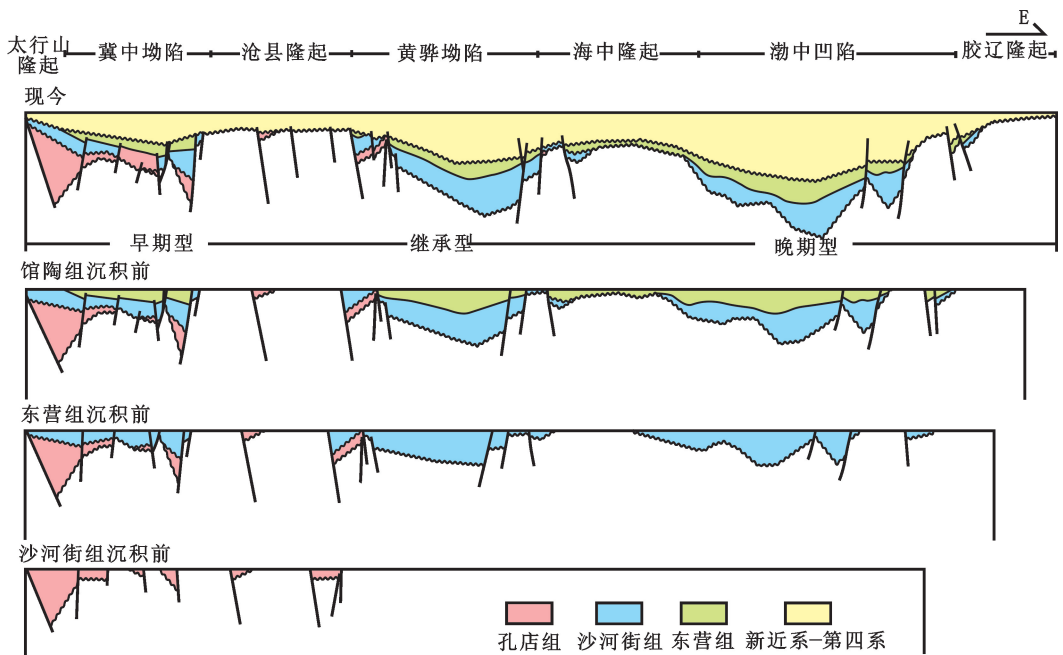 E
太行山
隆起
冀中坳陷
沧县隆起
黄骅坳陷
海中隆起
渤中凹陷
胶辽隆起
现今
早期型
继承型
晚期型
馆陶组沉积前
东营组沉积前
沙河街组沉积前
孔店组
沙河街组
东营组
新近系-第四系